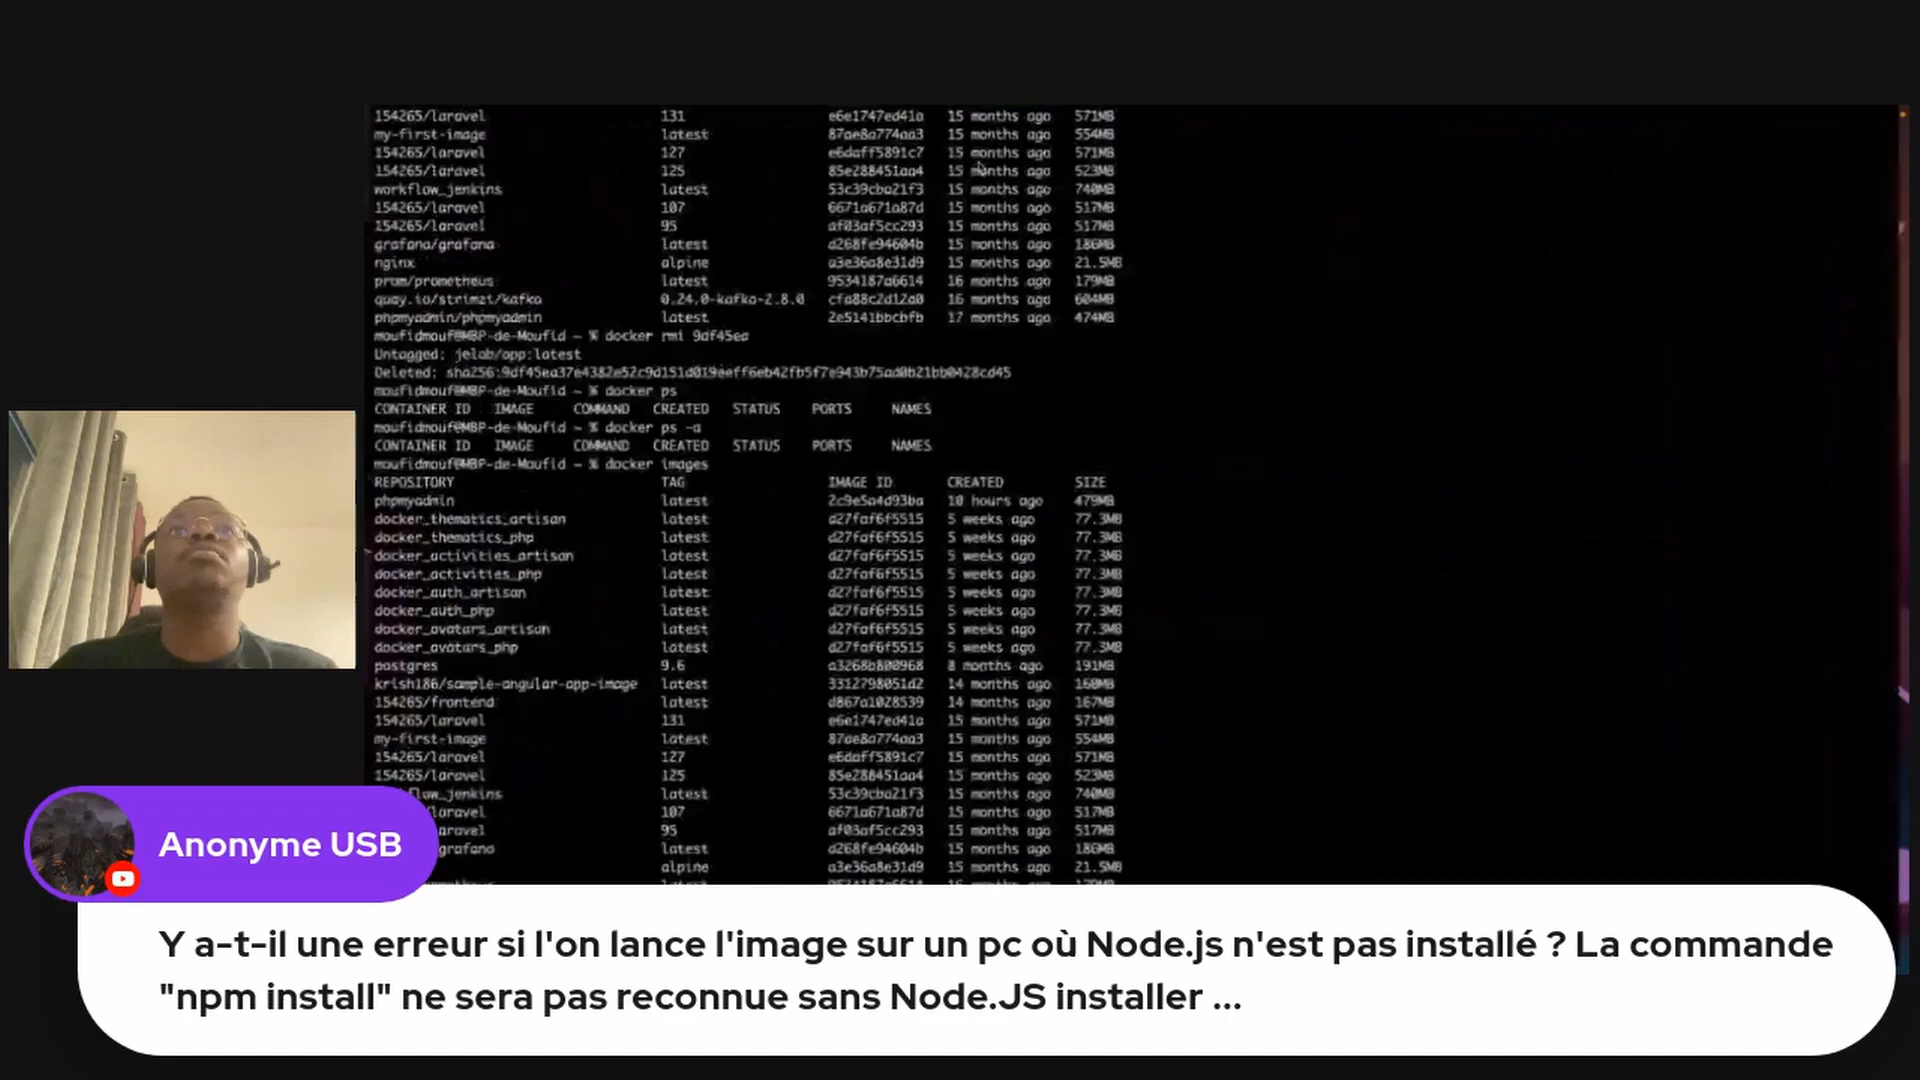 154265/laravel 131 e6e1747ed41a 15 months ago 571MB
my-first-image latest 87ae8a774aa3 15 months ago 554MB
154265/laravel 127 e6daff5891c7 15 months ago 571MB
154265/laravel 125 85e288451aa4 15 months ago 523MB
workflow_jenkins latest 53c39cba21f3 15 months ago 740MB
154265/laravel 107 6671a671a87d 15 months ago 517MB
154265/laravel 95 af03af5cc293 15 months ago 517MB
grafana/grafana latest d268fe94604b 15 months ago 186MB
nginx alpine a3e36a8e31d9 15 months ago 21.5MB
prom/prometheus latest 9534187a6614 16 months ago 179MB
quay.io/strimzi/kafka 0.24.0-kafka-2.8.0 cfa88c2d12a0 16 months ago 604MB
phpmyadmin/phpmyadmin latest 2e5141bbcbfb 17 months ago 474MB
moufidmouf@MBP-de-Moufid ~ % docker rmi 9df45ea
Untagged: jelab/app:latest
Deleted: sha256:9df45ea37e4382e52c9d151d019eeff6eb42fb5f7e943b75ad0b21bb0428cd45
moufidmouf@MBP-de-Moufid ~ % docker ps
CONTAINER ID IMAGE COMMAND CREATED STATUS PORTS NAMES
moufidmouf@MBP-de-Moufid ~ % docker ps -a
CONTAINER ID IMAGE COMMAND CREATED STATUS PORTS NAMES
moufidmouf@MBP-de-Moufid ~ % docker images
REPOSITORY TAG IMAGE ID CREATED SIZE
phpmyadmin latest 2c9e5a4d93ba 10 hours ago 479MB
docker_thematics_artisan latest d27faf6f5515 5 weeks ago 77.3MB
docker_thematics_php latest d27faf6f5515 5 weeks ago 77.3MB
docker_activities_artisan latest d27faf6f5515 5 weeks ago 77.3MB
docker_activities_php latest d27faf6f5515 5 weeks ago 77.3MB
docker_auth_artisan latest d27faf6f5515 5 weeks ago 77.3MB
docker_auth_php latest d27faf6f5515 5 weeks ago 77.3MB
docker_avatars_artisan latest d27faf6f5515 5 weeks ago 77.3MB
docker_avatars_php latest d27faf6f5515 5 weeks ago 77.3MB
postgres 9.6 a3268b800968 8 months ago 191MB
krish186/sample-angular-app-image latest 3312798051d2 14 months ago 160MB
154265/frontend latest d867a1028539 14 months ago 167MB
154265/laravel 131 e6e1747ed41a 15 months ago 571MB
my-first-image latest 87ae8a774aa3 15 months ago 554MB
154265/laravel 127 e6daff5891c7 15 months ago 571MB
154265/laravel 125 85e288451aa4 15 months ago 523MB
flow_jenkins latest 53c39cba21f3 15 months ago 740MB
laravel 107 6671a671a87d 15 months ago 517MB
aravel 95 af03af5cc293 15 months ago 517MB
grafana latest d268fe94604b 15 months ago 186MB
alpine a3e36a8e31d9 15 months ago 21.5MB
Anonyme USB
Y a-t-il une erreur si l'on lance l'image sur un pc où Node.js n'est pas installé ? La commande
"npm install" ne sera pas reconnue sans Node.JS installer ...